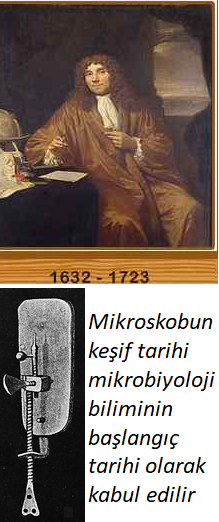 1632 - 1723
Mikroskobun
keşif tarihi
mikrobiyoloji
biliminin
başlangıç
tarihi olarak
kabul edilir